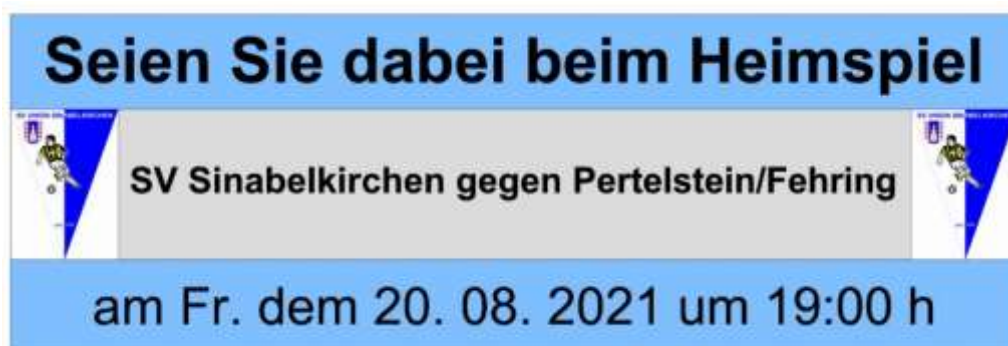 Seien Sie dabei beim Heimspiel
SV Sinabelkirchen gegen Pertelstein/Fehring
am Fr. dem 20. 08. 2021 um 19:00 h